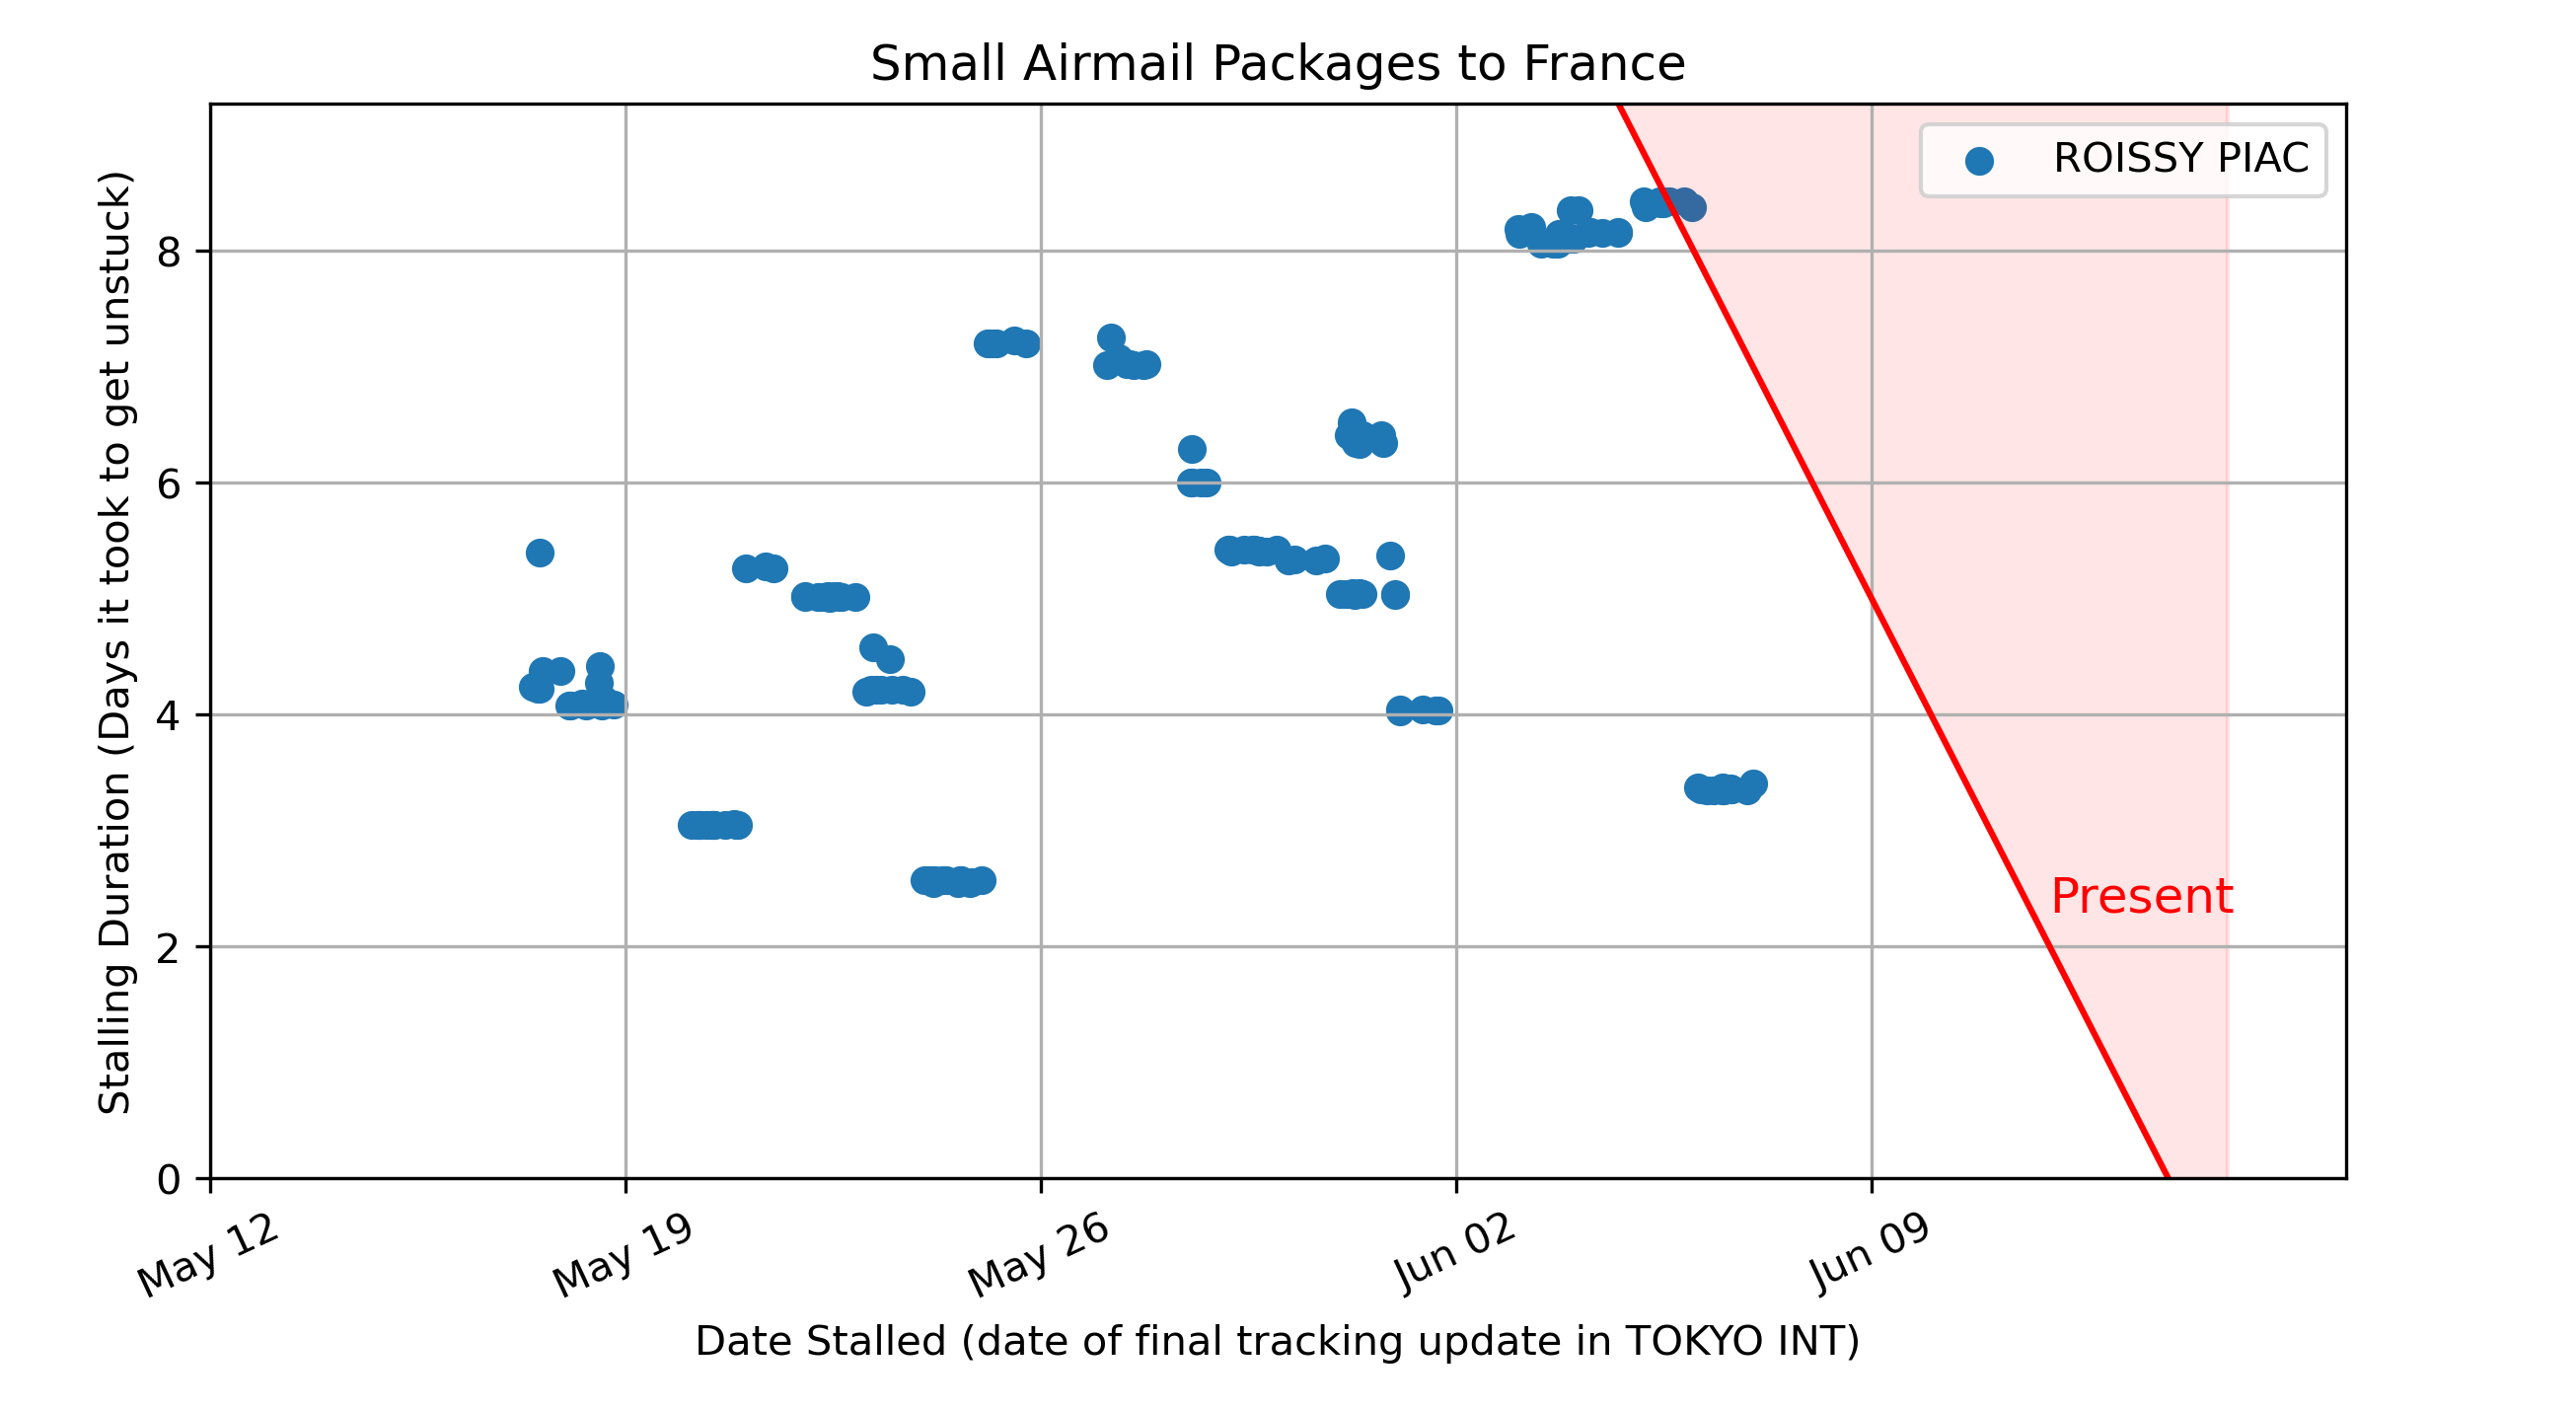 Small Airmail Packages to France
ROISSY PIAC
Stalling Duration (Days it took to get unstuck)
8
6
4
2
0
Present
May 12
May 19
May 26
Jun 02
Jun 09
Date Stalled (date of final tracking update in TOKYO INT)